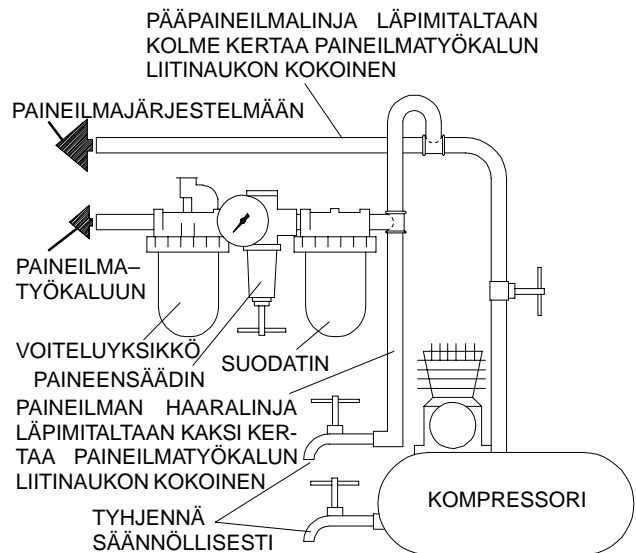 PÄÄPAINEILMALINJA LÄPIMITALTAAN
KOLME KERTAA PAINEILMATYÖKALUN
LIITINAUKON KOKOINEN
PAINEILMAJÄRJESTELMÄÄN
PAINEILMA–
TYÖKALUUN
VOITELUYKSIKKÖ
SUODATIN
PAINEENSÄÄDIN
PAINEILMAN HAARALINJA
LÄPIMITALTAAN KAKSI KER-
TAA PAINEILMATYÖKALUN
LIITINAUKON KOKOINEN
KOMPRESSORI
TYHJENNÄ
SÄÄNNÖLLISESTI